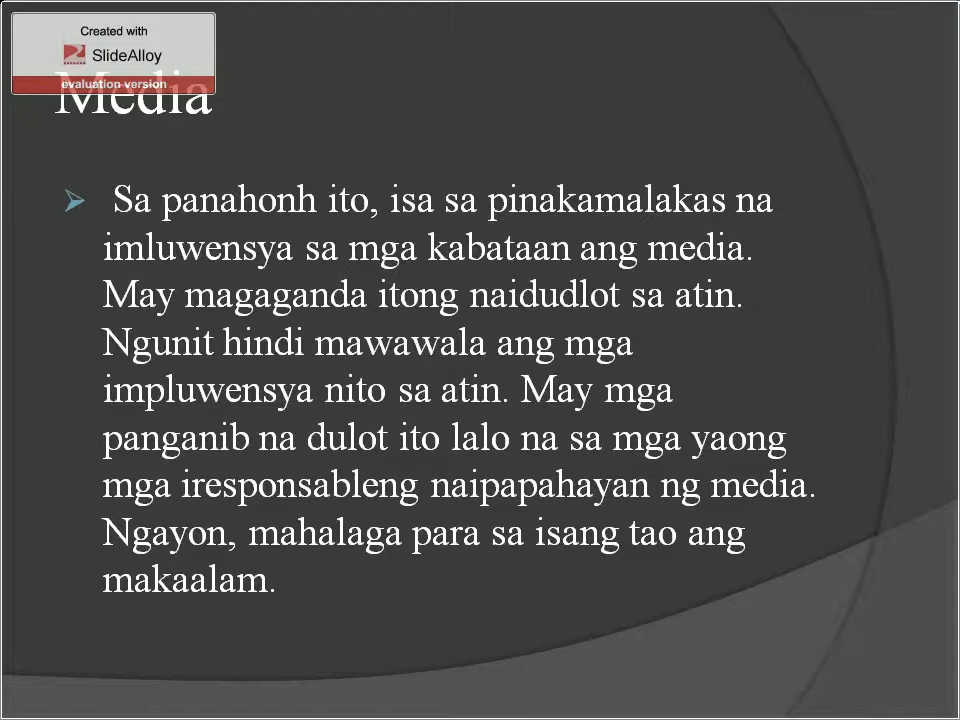 Created with
SlideAlloy
evaluation version
Media
Sa panahonh ito, isa sa pinakamalakas na
imluwensya sa mga kabataan ang media.
May magaganda itong naidudlot sa atin.
Ngunit hindi mawawala ang mga
impluwensya nito sa atin. May mga
panganib na dulot ito lalo na sa mga yaong
mga iresponsableng naipapahayan ng media.
Ngayon, mahalaga para sa isang tao ang
makaalam.